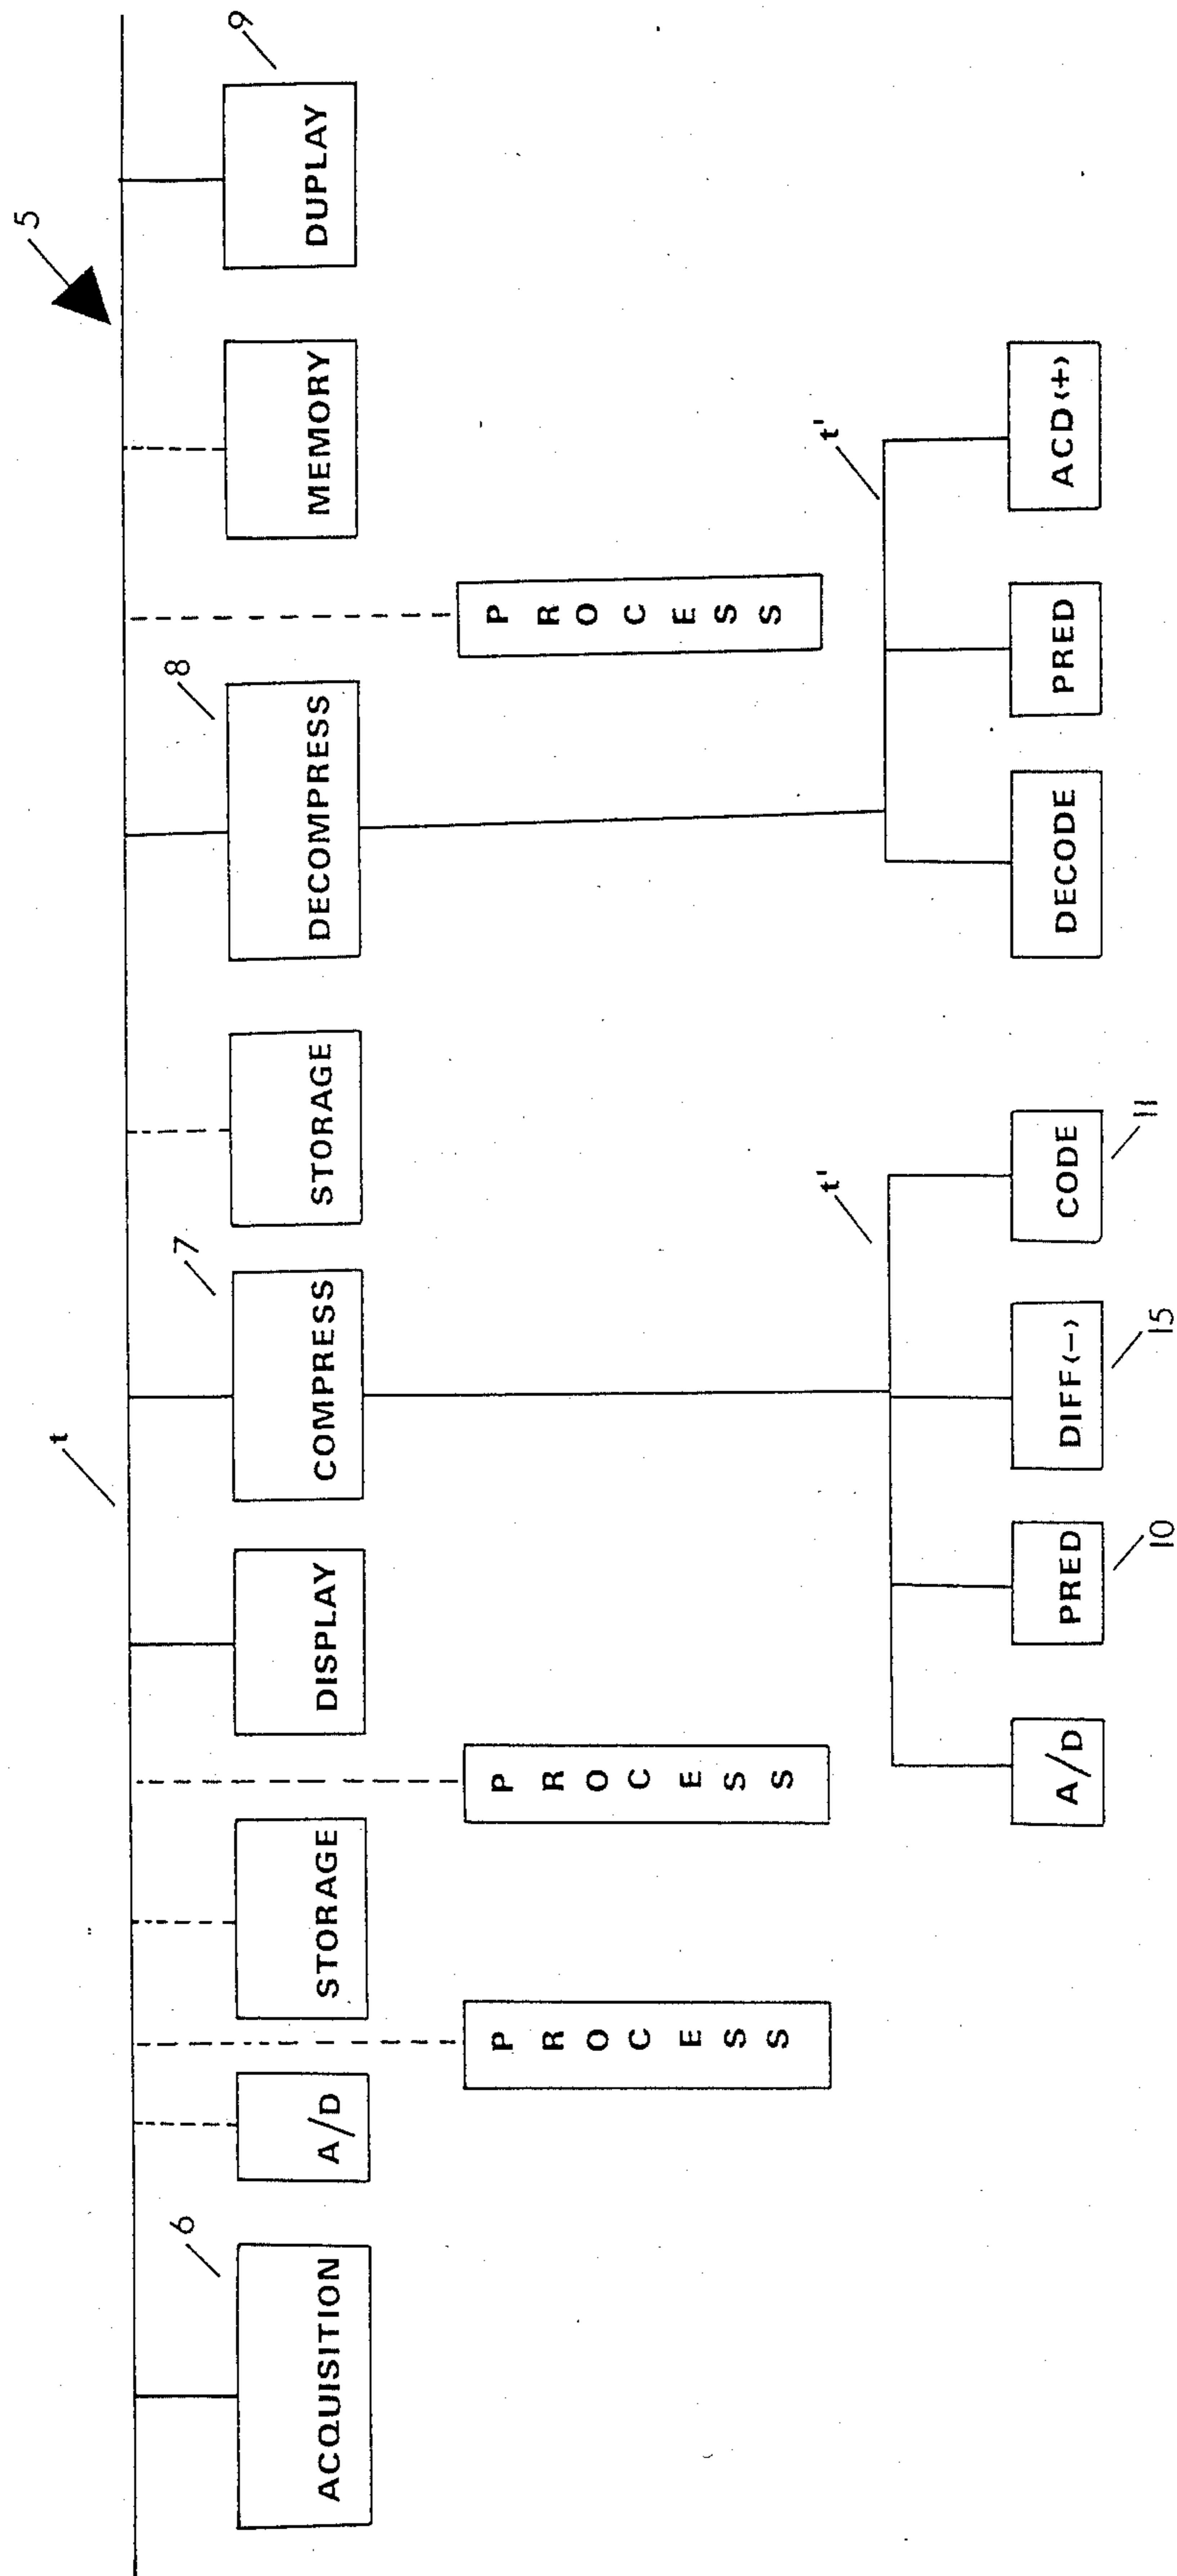 5
t
6
7
8
9
ACQUISITION
A/D
STORAGE
DISPLAY
COMPRESS
STORAGE
DECOMPRESS
MEMORY
DUPLAY
PROCESS
PROCESS
PROCESS
t'
t'
A/D
PRED
DIFF(−)
CODE
DECODE
PRED
ACD(+)
10
15
11